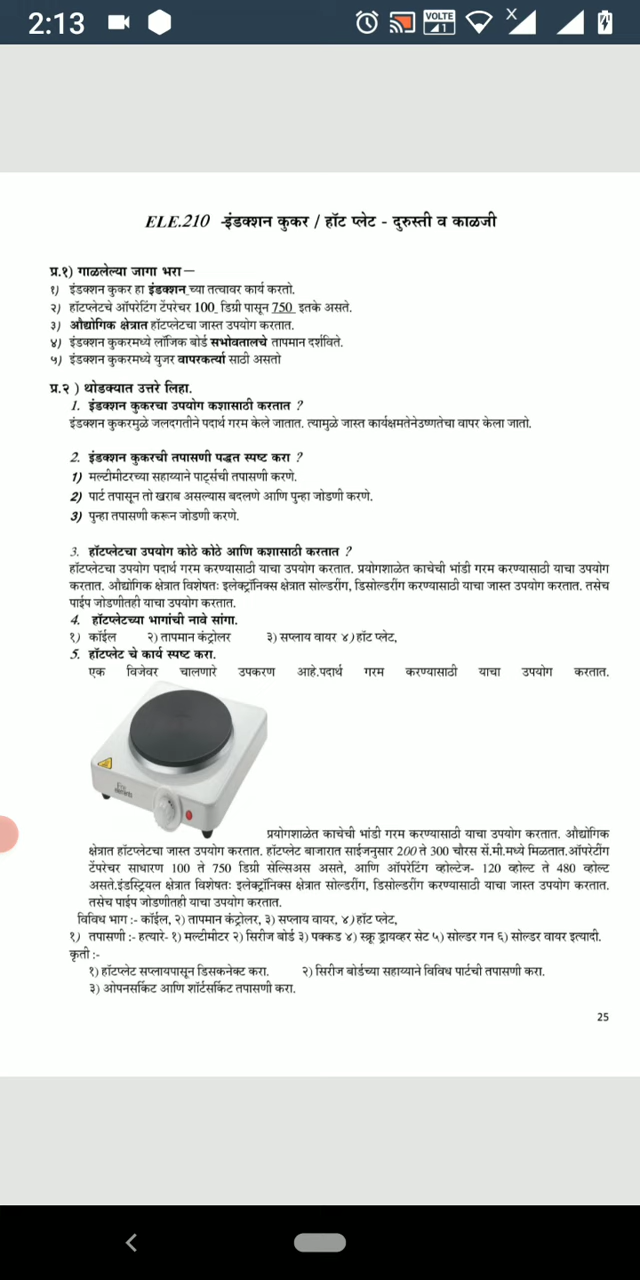 2:13
VOLTE
1
X
ELE.210 -इंडक्शन कुकर / हॉट प्लेट - दुरुस्ती व काळजी
प्र.१) गाळलेल्या जागा भरा —
१) इंडक्शन कुकर हा इंडक्शन च्या तत्वावर कार्य करतो.
२) हॉटप्लेटचे ऑपरेटिंग टेंपरेचर 100_ डिग्री पासून 750 इतके असते.
३) औद्योगिक क्षेत्रात हॉटप्लेटचा जास्त उपयोग करतात.
४) इंडक्शन कुकरमध्ये लॉजिक बोर्ड सभोवतालचे तापमान दर्शविते.
५) इंडक्शन कुकरमध्ये युजर वापरकर्त्या साठी असतो
प्र.२ ) थोडक्यात उत्तरे लिहा.
1. इंडक्शन कुकरचा उपयोग कशासाठी करतात ?
इंडक्शन कुकरमुळे जलदगतीने पदार्थ गरम केले जातात. त्यामुळे जास्त कार्यक्षमतेनेउष्णतेचा वापर केला जातो.
2. इंडक्शन कुकरची तपासणी पद्धत स्पष्ट करा ?
1) मल्टीमीटरच्या सहाय्याने पार्ट्सची तपासणी करणे.
2) पार्ट तपासून तो खराब असल्यास बदलणे आणि पुन्हा जोडणी करणे.
3) पुन्हा तपासणी करून जोडणी करणे.
3. हॉटप्लेटचा उपयोग कोठे कोठे आणि कशासाठी करतात ?
हॉटप्लेटचा उपयोग पदार्थ गरम करण्यासाठी याचा उपयोग करतात. प्रयोगशाळेत काचेची भांडी गरम करण्यासाठी याचा उपयोग
करतात. औद्योगिक क्षेत्रात विशेषतः इलेक्ट्रॉनिक्स क्षेत्रात सोल्डरींग, डिसोल्डरींग करण्यासाठी याचा जास्त उपयोग करतात. तसेच
पाईप जोडणीतही याचा उपयोग करतात.
4. हॉटप्लेटच्या भागांची नावे सांगा.
१) कॉईल २) तापमान कंट्रोलर ३) सप्लाय वायर ४) हॉट प्लेट,
5. हॉटप्लेट चे कार्य स्पष्ट करा.
एक विजेवर चालणारे उपकरण आहे.पदार्थ गरम करण्यासाठी याचा उपयोग करतात.
प्रयोगशाळेत काचेची भांडी गरम करण्यासाठी याचा उपयोग करतात. औद्योगिक
क्षेत्रात हॉटप्लेटचा जास्त उपयोग करतात. हॉटप्लेट बाजारात साईजनुसार 200 ते 300 चौरस सें.मी.मध्ये मिळतात.ऑपरेटींग
टेंपरेचर साधारण 100 ते 750 डिग्री सेल्सिअस असते, आणि ऑपरेटिंग व्होल्टेज- 120 व्होल्ट ते 480 व्होल्ट
असते.इंडस्ट्रियल क्षेत्रात विशेषतः इलेक्ट्रॉनिक्स क्षेत्रात सोल्डरींग, डिसोल्डरींग करण्यासाठी याचा जास्त उपयोग करतात.
तसेच पाईप जोडणीतही याचा उपयोग करतात.
विविध भाग :- कॉईल, २) तापमान कंट्रोलर, ३) सप्लाय वायर, ४) हॉट प्लेट,
१) तपासणी :- हत्यारे- १) मल्टीमीटर २) सिरीज बोर्ड ३) पक्कड ४) स्क्रू ड्रायव्हर सेट ५) सोल्डर गन ६) सोल्डर वायर इत्यादी.
कृती :-
१) हॉटप्लेट सप्लायपासून डिसकनेक्ट करा. २) सिरीज बोर्डच्या सहाय्याने विविध पार्टची तपासणी करा.
३) ओपनसर्किट आणि शॉर्टसर्किट तपासणी करा.
25